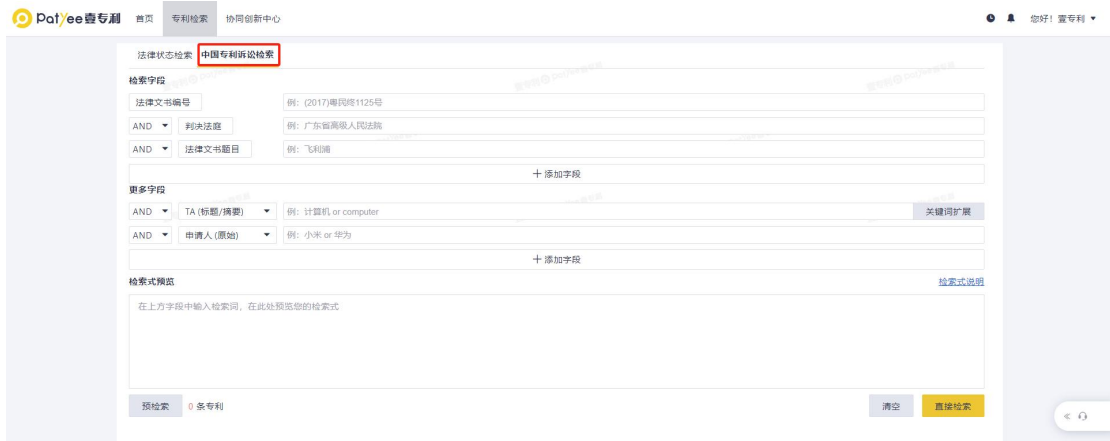 Patyee壹专利 首页 专利检索 协同创新中心 您好！壹专利
法律状态检索 中国专利诉讼检索
检索字段
法律文书编号 例：(2017)粤民终1125号
AND 判决法庭 例：广东省高级人民法院
AND 法律文书题目 例：飞利浦
十添加字段
更多字段
AND TA (标题/摘要) 例：计算机 or computer 关键词扩展
AND 申请人 (原始) 例：小米 or 华为
十添加字段
检索式预览 检索式说明
在上方字段中输入检索词，在此处预览您的检索式
预检索 0 条专利 清空 直接检索